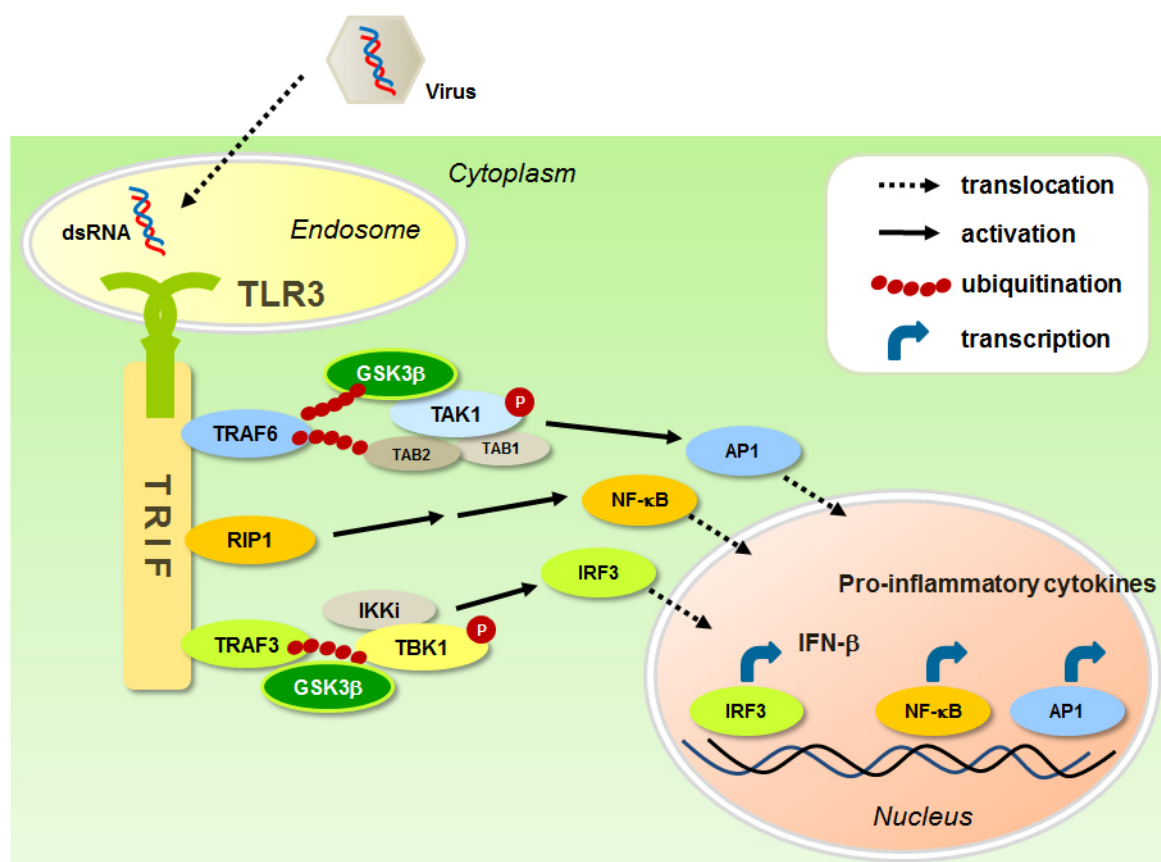 Virus
Cytoplasm
dsRNA
Endosome
TLR3
translocation
activation
ubiquitination
transcription
TRIF
GSK3β
TRAF6
TAK1
P
TAB2
TAB1
AP1
RIP1
NF-κB
IRF3
IKKi
TRAF3
TBK1
P
GSK3β
Pro-inflammatory cytokines
IFN-β
IRF3
NF-κB
AP1
Nucleus